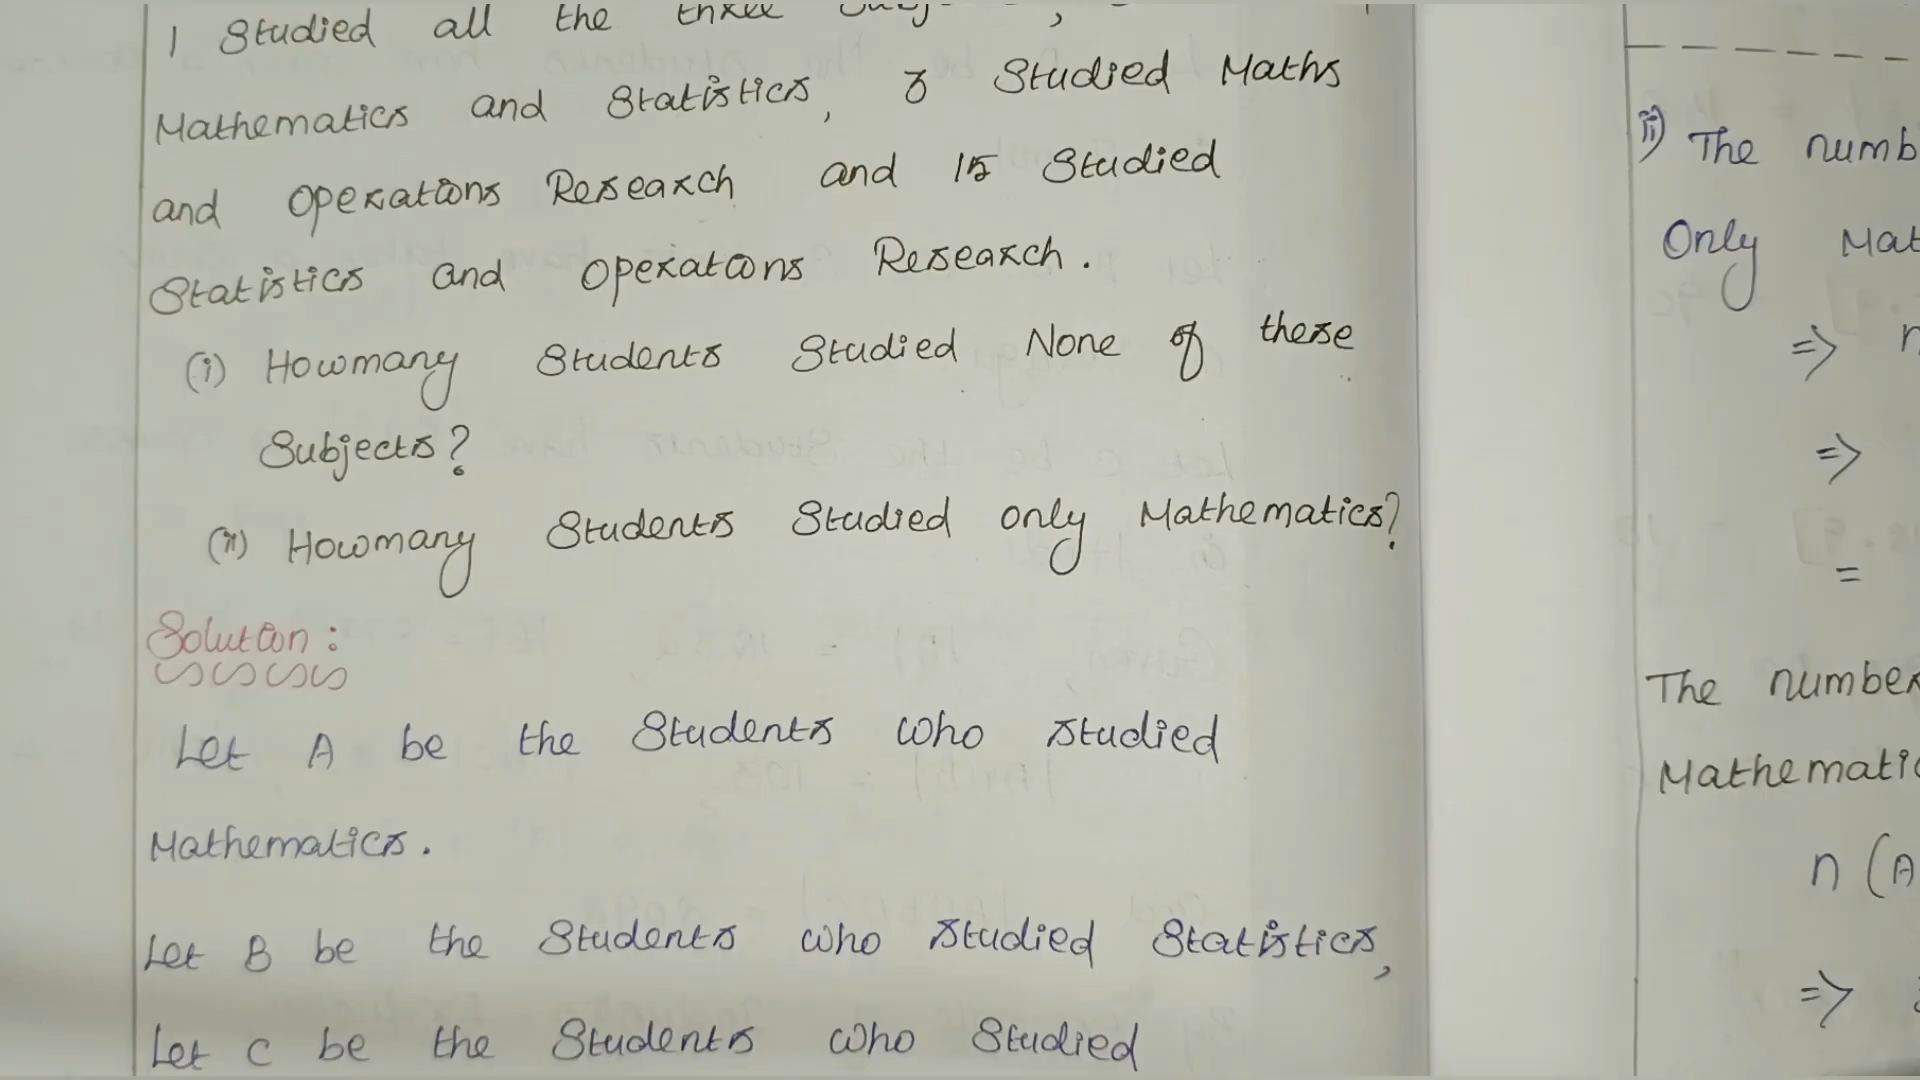 1 Studied all the three
Mathematics and Statistics, 3 Studied Maths
and Operations Research and 15 Studied
Statistics and Operations Research.
(i) Howmany Students Studied None of these
Subjects?
(ii) Howmany Students Studied only Mathematics?
Solution:
Let A be the Students who studied
Mathematics.
Let B be the Students who studied Statistics,
Let C be the Students who Studied
ii) The numb
Only Mat
=>
=>
=
The number
Mathematic
n (A
=>